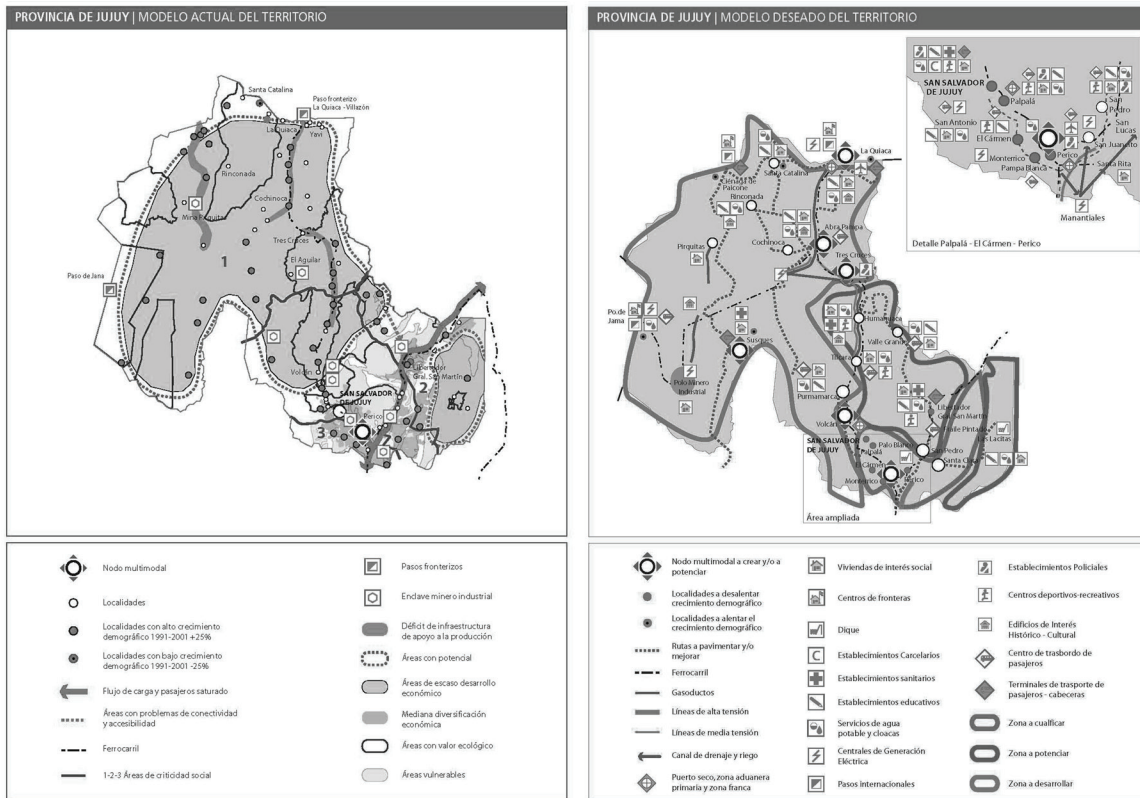 PROVINCIA DE JUJUY | MODELO ACTUAL DEL TERRITORIO
Santa Catalina
Paso fronterizo
La Quiaca - Villazón
La Quiaca
Yavi
Rinconada
Cochinoca
Mina Pirquitas
Tres Cruces
El Aguilar
1
Paso de Jama
Libertador
Gral. San Martín
2
Volcán
SAN SALVADOR
DE JUJUY
Perico
3
2
Nodo multimodal
Localidades
Localidades con alto crecimiento
demográfico 1991-2001 +25%
Localidades con bajo crecimiento
demográfico 1991-2001 -25%
Flujo de carga y pasajeros saturado
Áreas con problemas de conectividad
y accesibilidad
Ferrocarril
1-2-3 Áreas de criticidad social
Pasos fronterizos
Enclave minero industrial
Déficit de infraestructura
de apoyo a la producción
Áreas con potencial
Áreas de escaso desarrollo
económico
Mediana diversificación
económica
Áreas con valor ecológico
Áreas vulnerables
PROVINCIA DE JUJUY | MODELO DESEADO DEL TERRITORIO
SAN SALVADOR
DE JUJUY
Palpalá
San
Pedro
San Antonio
San
Lucas
El Cármen
San Juancito
Monterrico
Perico
Pampa Blanca
Santa Rita
Manantiales
Detalle Palpalá - El Cármen - Perico
La Quiaca
Santa Catalina
Ciénaga de
Paicone
Rinconada
Abra Pampa
Pirquitas
Cochinoca
Tres Cruces
Po. de
Jama
Humahuaca
Susques
Valle Grande
Tilcara
Polo Minero
Industrial
Purmamarca
Libertador
Gral. San Martín
Volcán
Fraile Pintado
Las Lacitas
SAN SALVADOR
DE JUJUY
Palo Blanco
Palpalá
San Pedro
Santa Clara
El Cármen
Monterrico
Perico
Área ampliada
Nodo multimodal a crear y/o a
potenciar
Localidades a desalentar
crecimiento demográfico
Localidades a alentar el
crecimiento demográfico
Rutas a pavimentar y/o
mejorar
Ferrocarril
Gasoductos
Líneas de alta tensión
Líneas de media tensión
Canal de drenaje y riego
Puerto seco, zona aduanera
primaria y zona franca
Viviendas de interés social
Centros de fronteras
Dique
Establecimientos Carcelarios
Establecimientos sanitarios
Establecimientos educativos
Servicios de agua
potable y cloacas
Centrales de Generación
Eléctrica
Pasos internacionales
Establecimientos Policiales
Centros deportivos-recreativos
Edificios de Interés
Histórico - Cultural
Centro de trasbordo de
pasajeros
Terminales de trasporte de
pasajeros - cabeceras
Zona a cualificar
Zona a potenciar
Zona a desarrollar